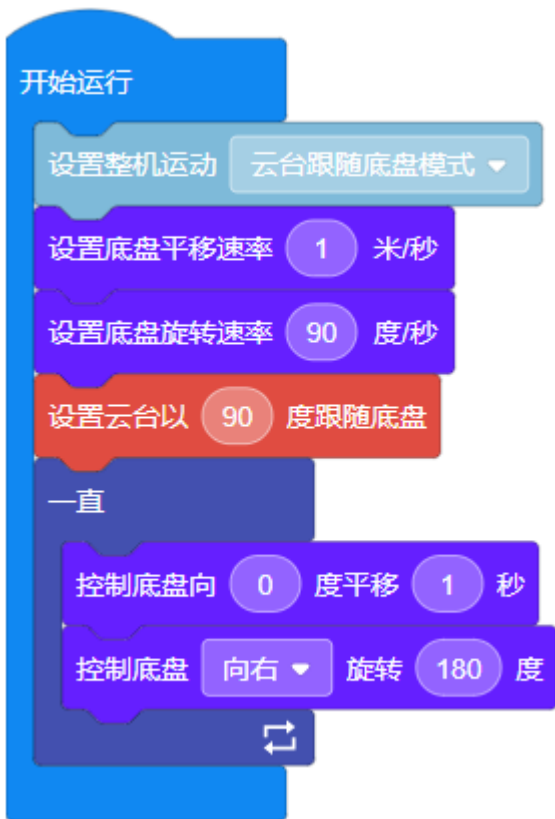 开始运行
设置整机运动 云台跟随底盘模式
设置底盘平移速率 1 米/秒
设置底盘旋转速率 90 度/秒
设置云台以 90 度跟随底盘
一直
控制底盘向 0 度平移 1 秒
控制底盘 向右 旋转 180 度